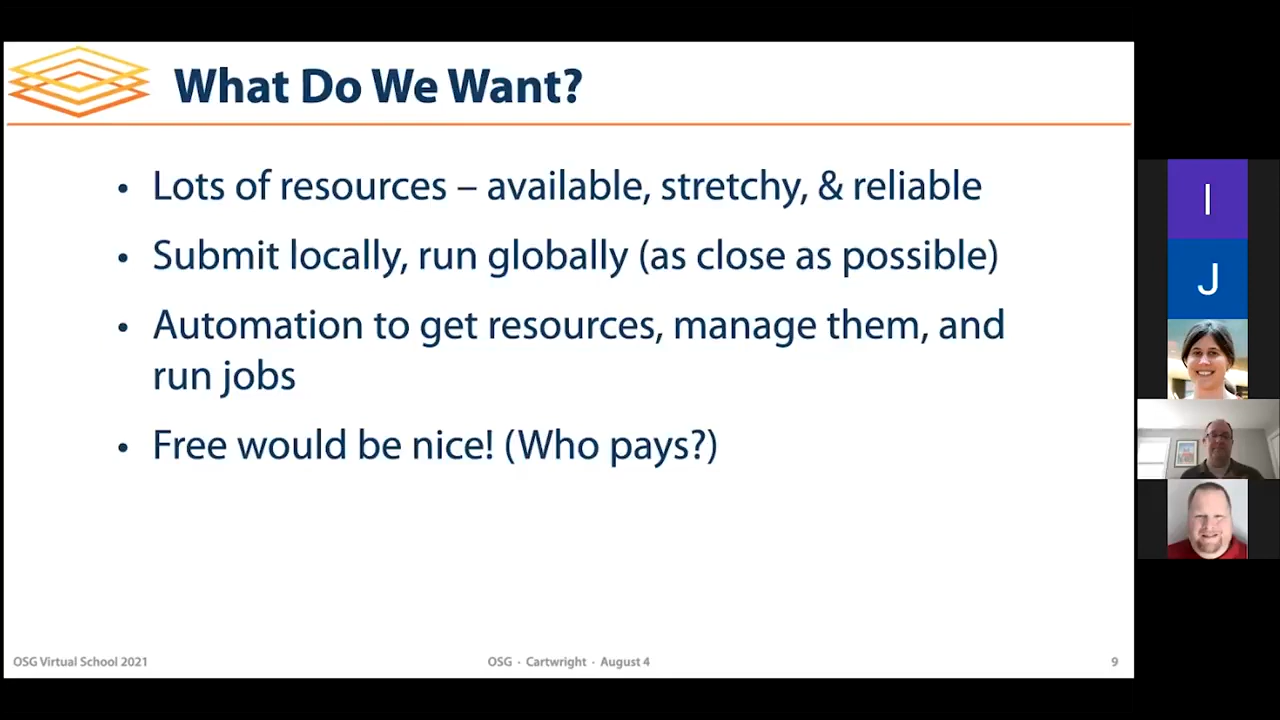 What Do We Want?
• Lots of resources – available, stretchy, & reliable
• Submit locally, run globally (as close as possible)
• Automation to get resources, manage them, and
run jobs
• Free would be nice! (Who pays?)
OSG Virtual School 2021
OSG · Cartwright · August 4
9
I
J